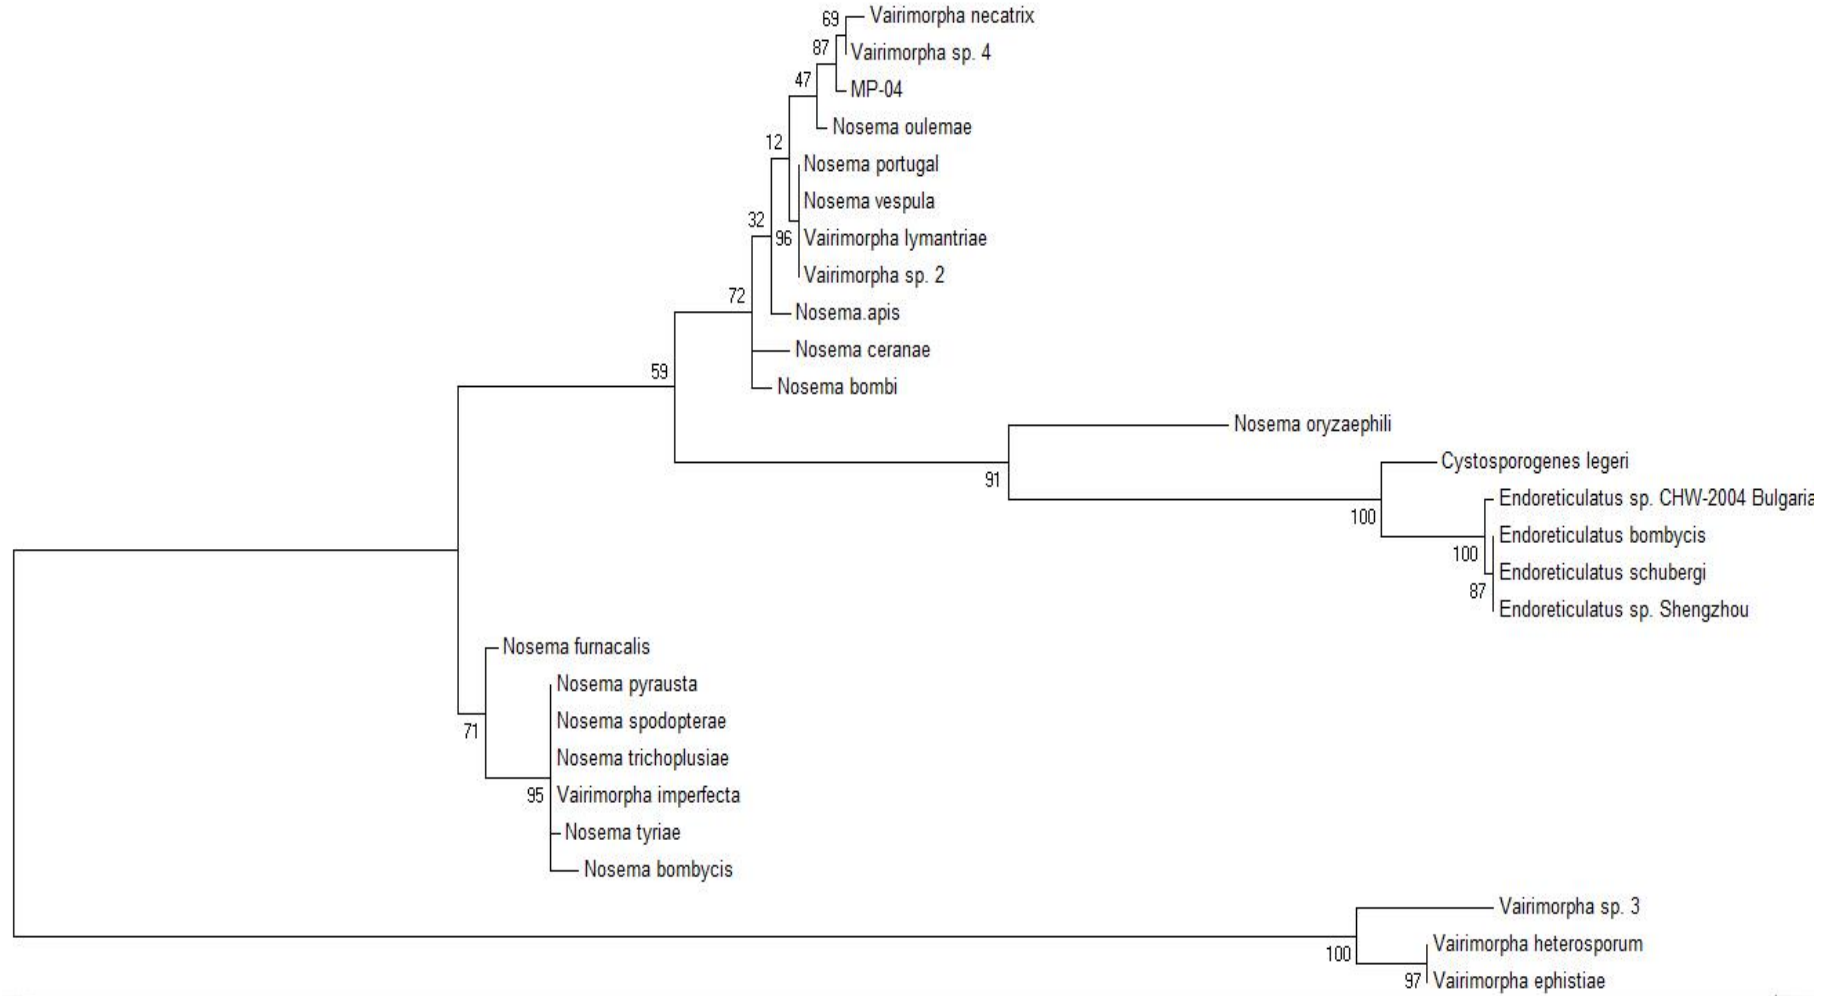 69
Vairimorpha necatrix
87
Vairimorpha sp. 4
47
MP-04
Nosema oulemae
12
Nosema portugal
Nosema vespula
32
96
Vairimorpha lymantriae
Vairimorpha sp. 2
72
Nosema.apis
Nosema ceranae
59
Nosema bombi
Nosema oryzaephili
91
Cystosporogenes legeri
100
Endoreticulatus sp. CHW-2004 Bulgaria
Endoreticulatus bombycis
100
Endoreticulatus schubergi
87
Endoreticulatus sp. Shengzhou
Nosema furnacalis
Nosema pyrausta
Nosema spodopterae
71
Nosema trichoplusiae
95
Vairimorpha imperfecta
Nosema tyriae
Nosema bombycis
Vairimorpha sp. 3
100
Vairimorpha heterosporum
97
Vairimorpha ephistiae